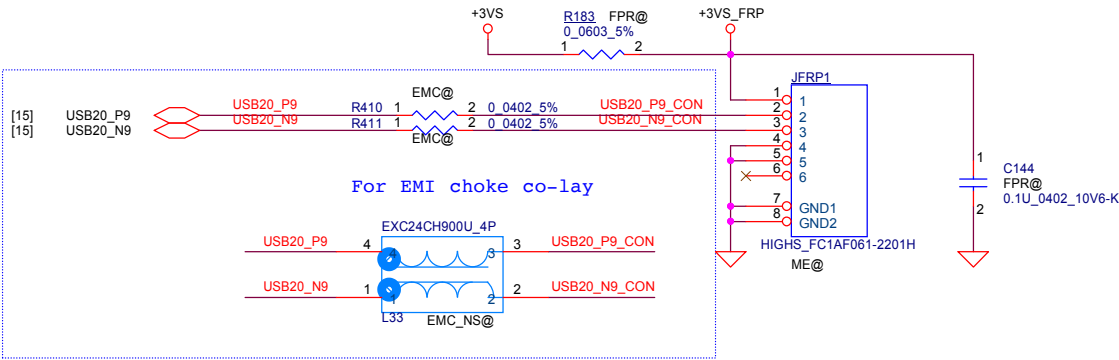 +3VS R183 FPR@ +3VS_FRP
0_0603_5%
1 2
JFRP1
EMC@
[15] USB20_P9 USB20_P9 R410 1 2 0_0402_5% USB20_P9_CON 1 1
[15] USB20_N9 USB20_N9 R411 1 2 0_0402_5% USB20_N9_CON 2 2
EMC@ 3 3
4 4
5 5
6 6
For EMI choke co-lay
7 GND1
8 GND2
1 C144
FPR@
2 0.1U_0402_10V6-K
EXC24CH900U_4P
HIGHS_FC1AF061-2201H
ME@
USB20_P9 4 4 3 3 USB20_P9_CON
USB20_N9 1 1 2 2 USB20_N9_CON
L33 EMC_NS@